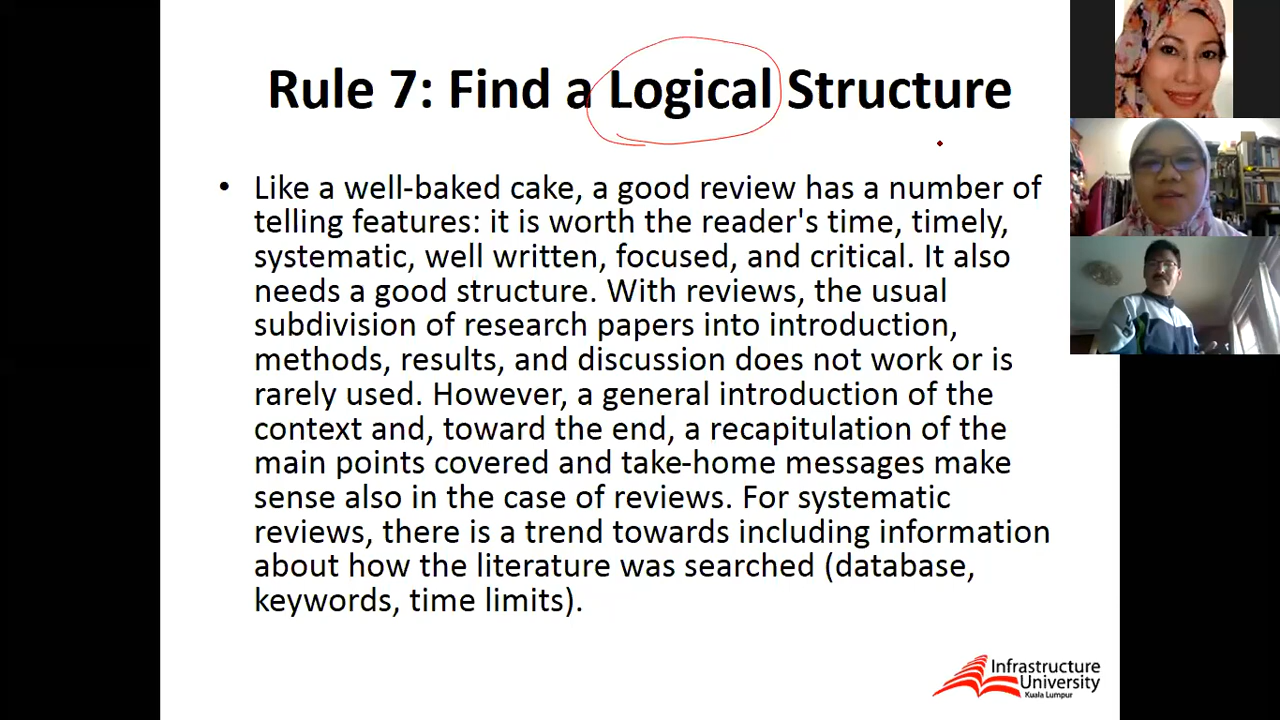 Rule 7: Find a Logical Structure
• Like a well-baked cake, a good review has a number of
telling features: it is worth the reader's time, timely,
systematic, well written, focused, and critical. It also
needs a good structure. With reviews, the usual
subdivision of research papers into introduction,
methods, results, and discussion does not work or is
rarely used. However, a general introduction of the
context and, toward the end, a recapitulation of the
main points covered and take-home messages make
sense also in the case of reviews. For systematic
reviews, there is a trend towards including information
about how the literature was searched (database,
keywords, time limits).
Infrastructure
University
Kuala Lumpur